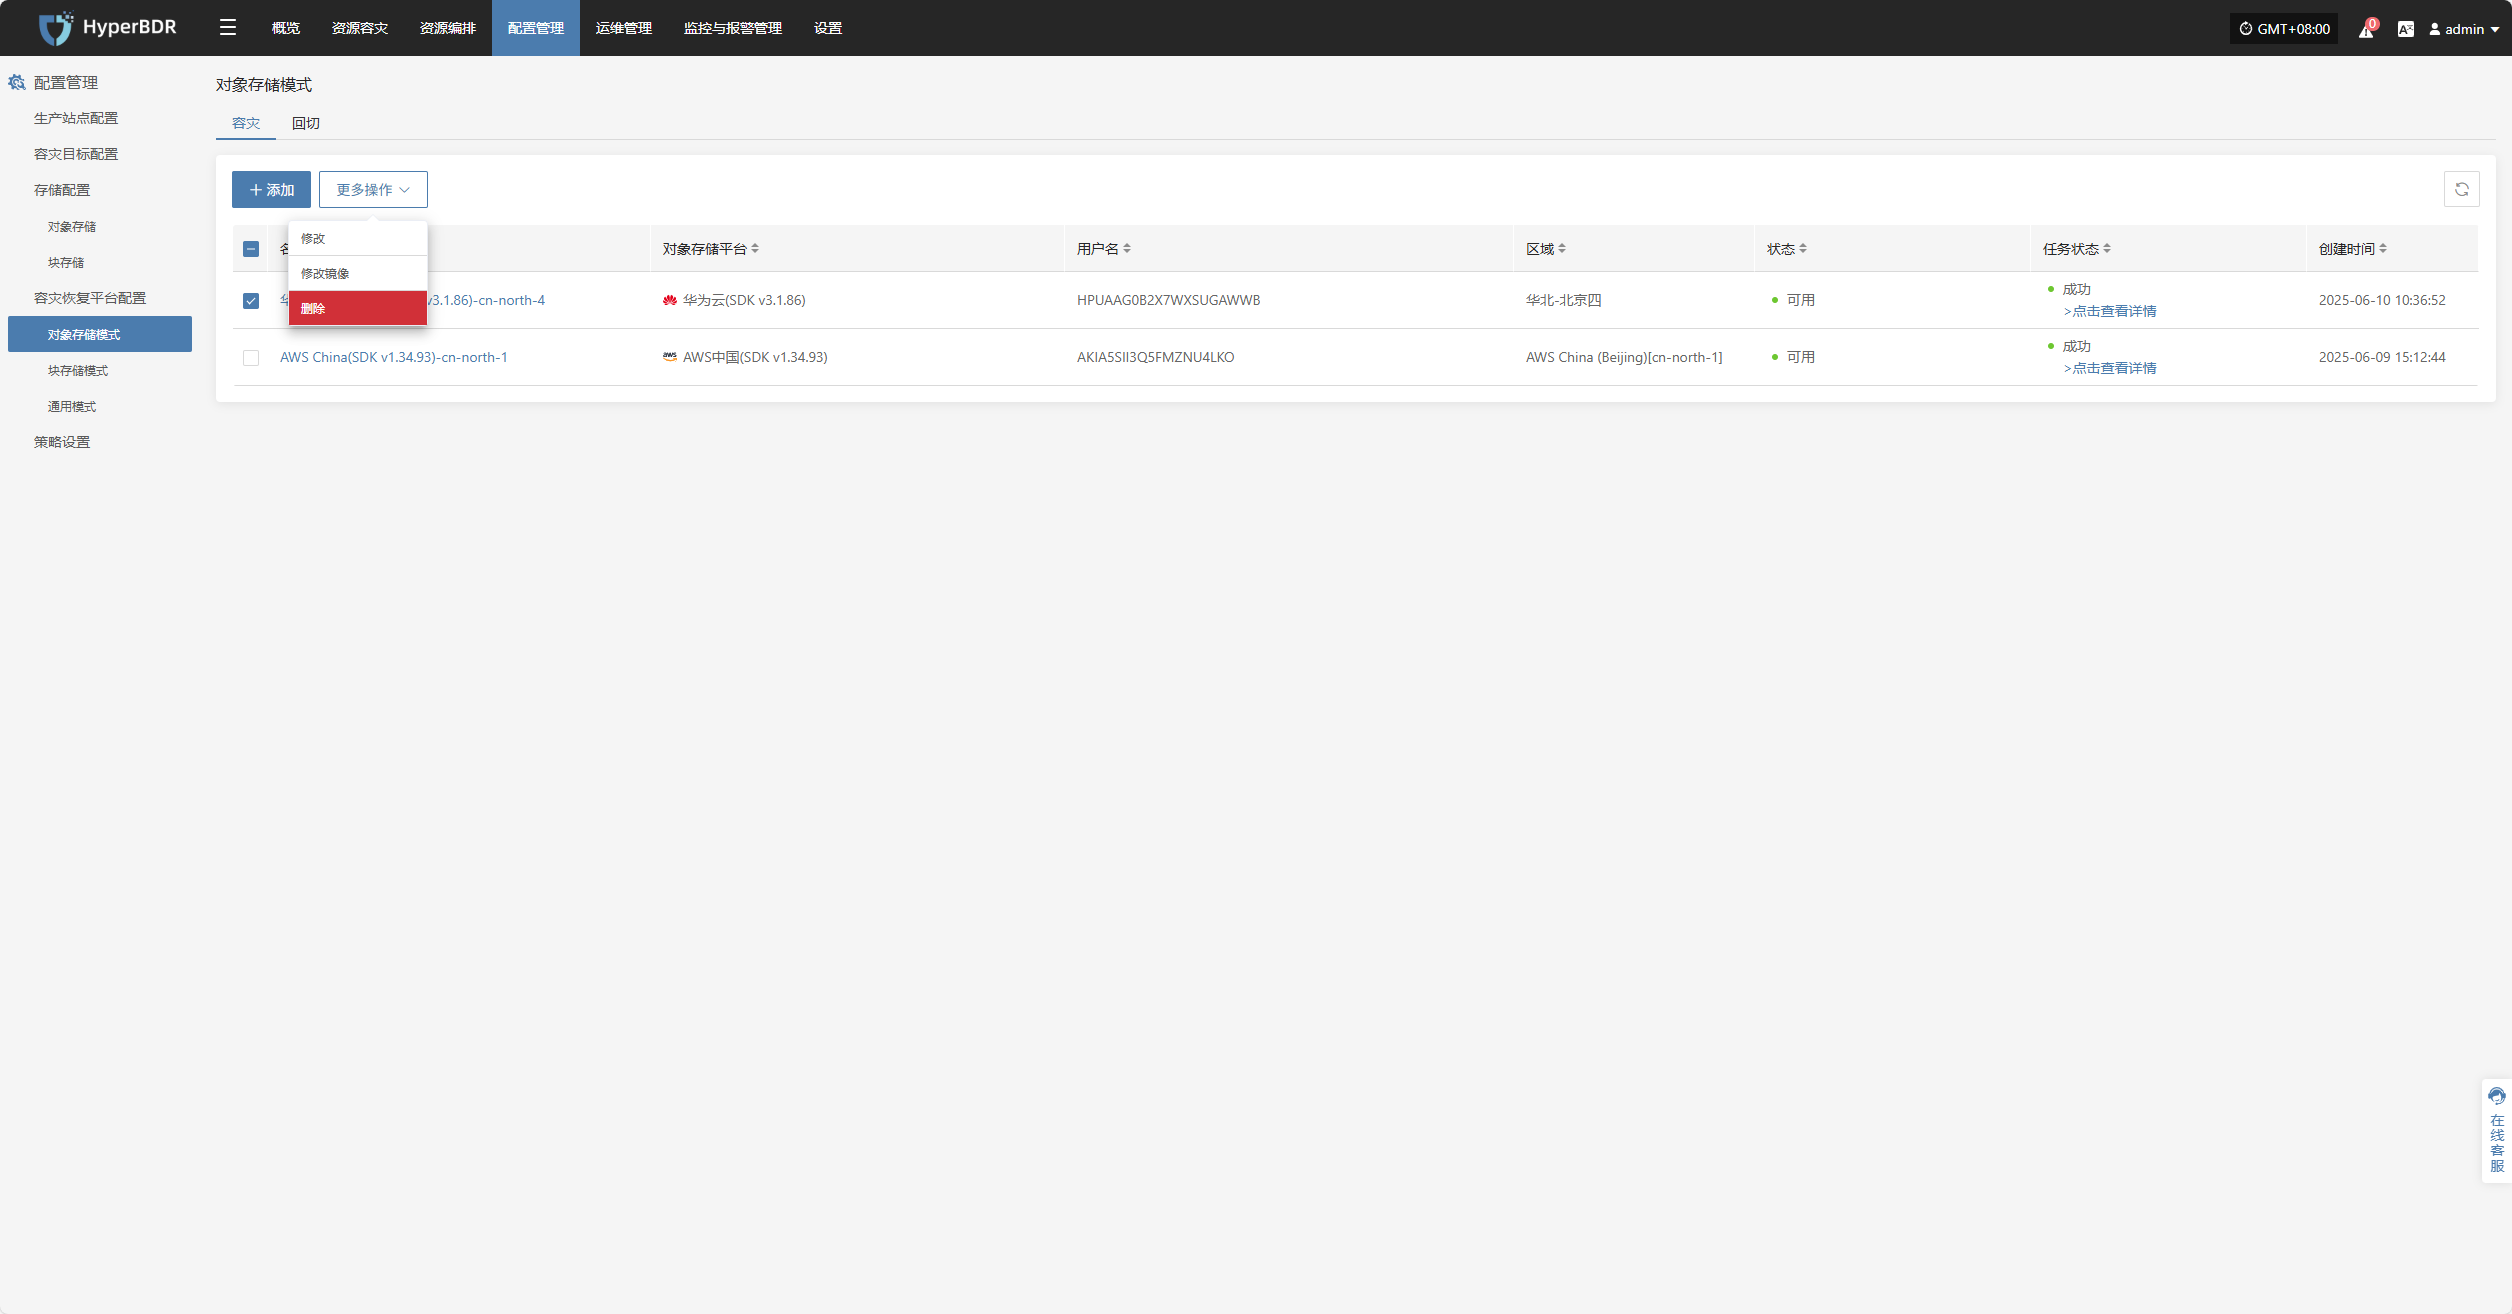 HyperBDR
概览 资源容灾 资源编排 配置管理 运维管理 监控与报警管理 设置
GMT+08:00
0
admin
配置管理
生产站点配置
容灾目标配置
存储配置
对象存储
块存储
容灾恢复平台配置
对象存储模式
块存储模式
通用模式
策略设置
对象存储模式
容灾 回切
添加
更多操作
修改
修改镜像
删除
对象存储平台 用户名 区域 状态 任务状态 创建时间
v3.1.86)-cn-north-4 华为云(SDK v3.1.86) HPUAAG0B2X7WXSUGAWWB 华北-北京四 可用 成功 2025-06-10 10:36:52
>点击查看详情
AWS China(SDK v1.34.93)-cn-north-1 aws AWS中国(SDK v1.34.93) AKIA5SII3Q5FMZNU4LKO AWS China (Beijing)[cn-north-1] 可用 成功 2025-06-09 15:12:44
>点击查看详情
在线客服